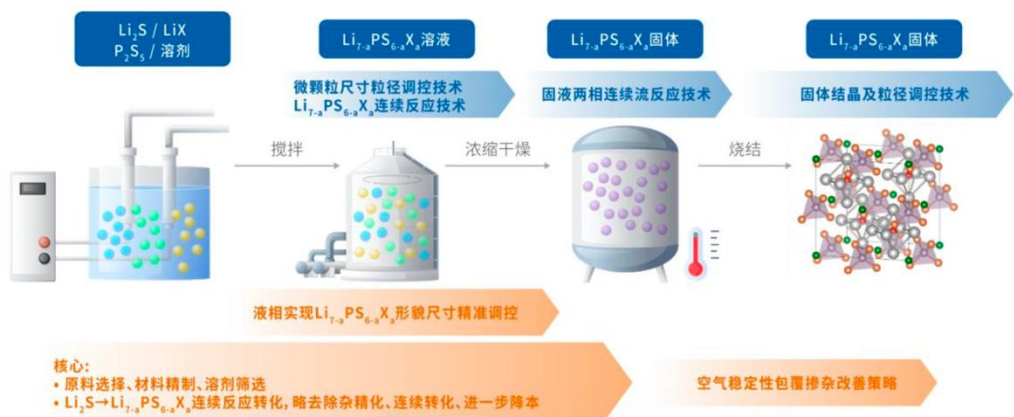 Li₂S / LiX
P₂S₅ / 溶剂
Li₇₋ₐPS₆₋ₐXₐ溶液
Li₇₋ₐPS₆₋ₐXₐ固体
Li₇₋ₐPS₆₋ₐXₐ固体
微颗粒尺寸粒径调控技术
Li₇₋ₐPS₆₋ₐXₐ连续反应技术
固液两相连续流反应技术
固体结晶及粒径调控技术
搅拌
浓缩干燥
烧结
液相实现Li₇₋ₐPS₆₋ₐXₐ形貌尺寸精准调控
核心:
• 原料选择、材料精制、溶剂筛选
• Li₂S→Li₇₋ₐPS₆₋ₐXₐ连续反应转化, 略去除杂精化、连续转化、进一步降本
空气稳定性包覆掺杂改善策略